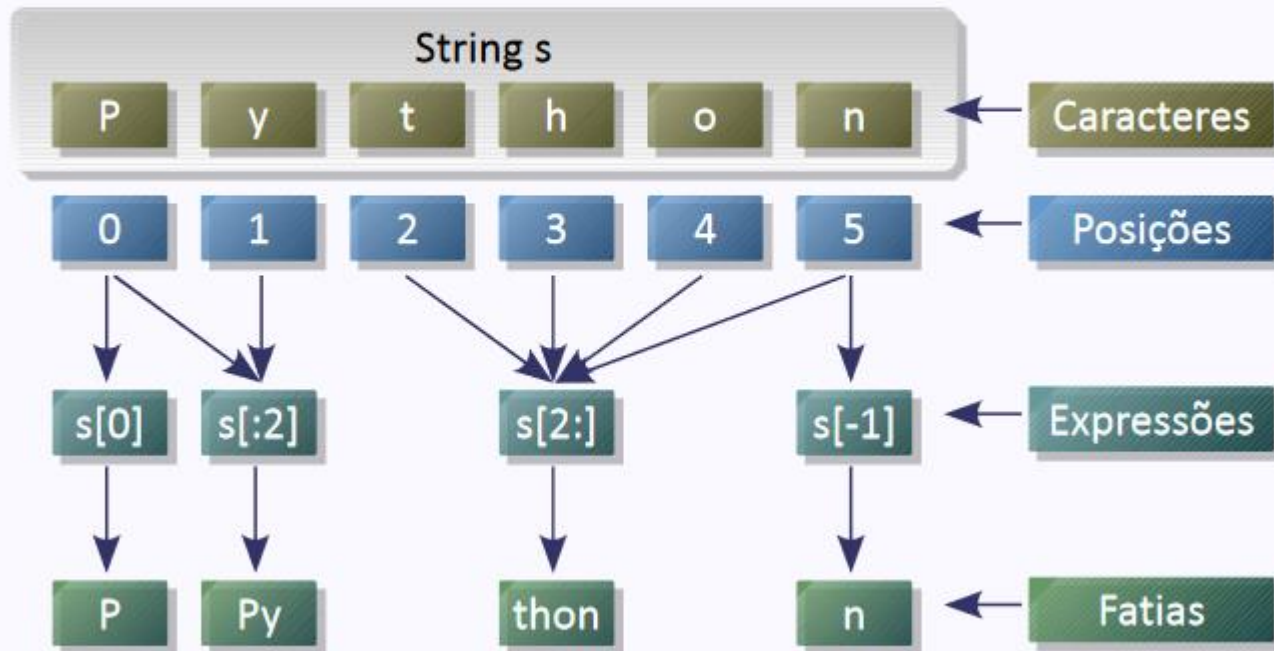 String s
P y t h o n Caracteres
0 1 2 3 4 5 Posições
s[0] s[:2] s[2:] s[-1] Expressões
P Py thon n Fatias